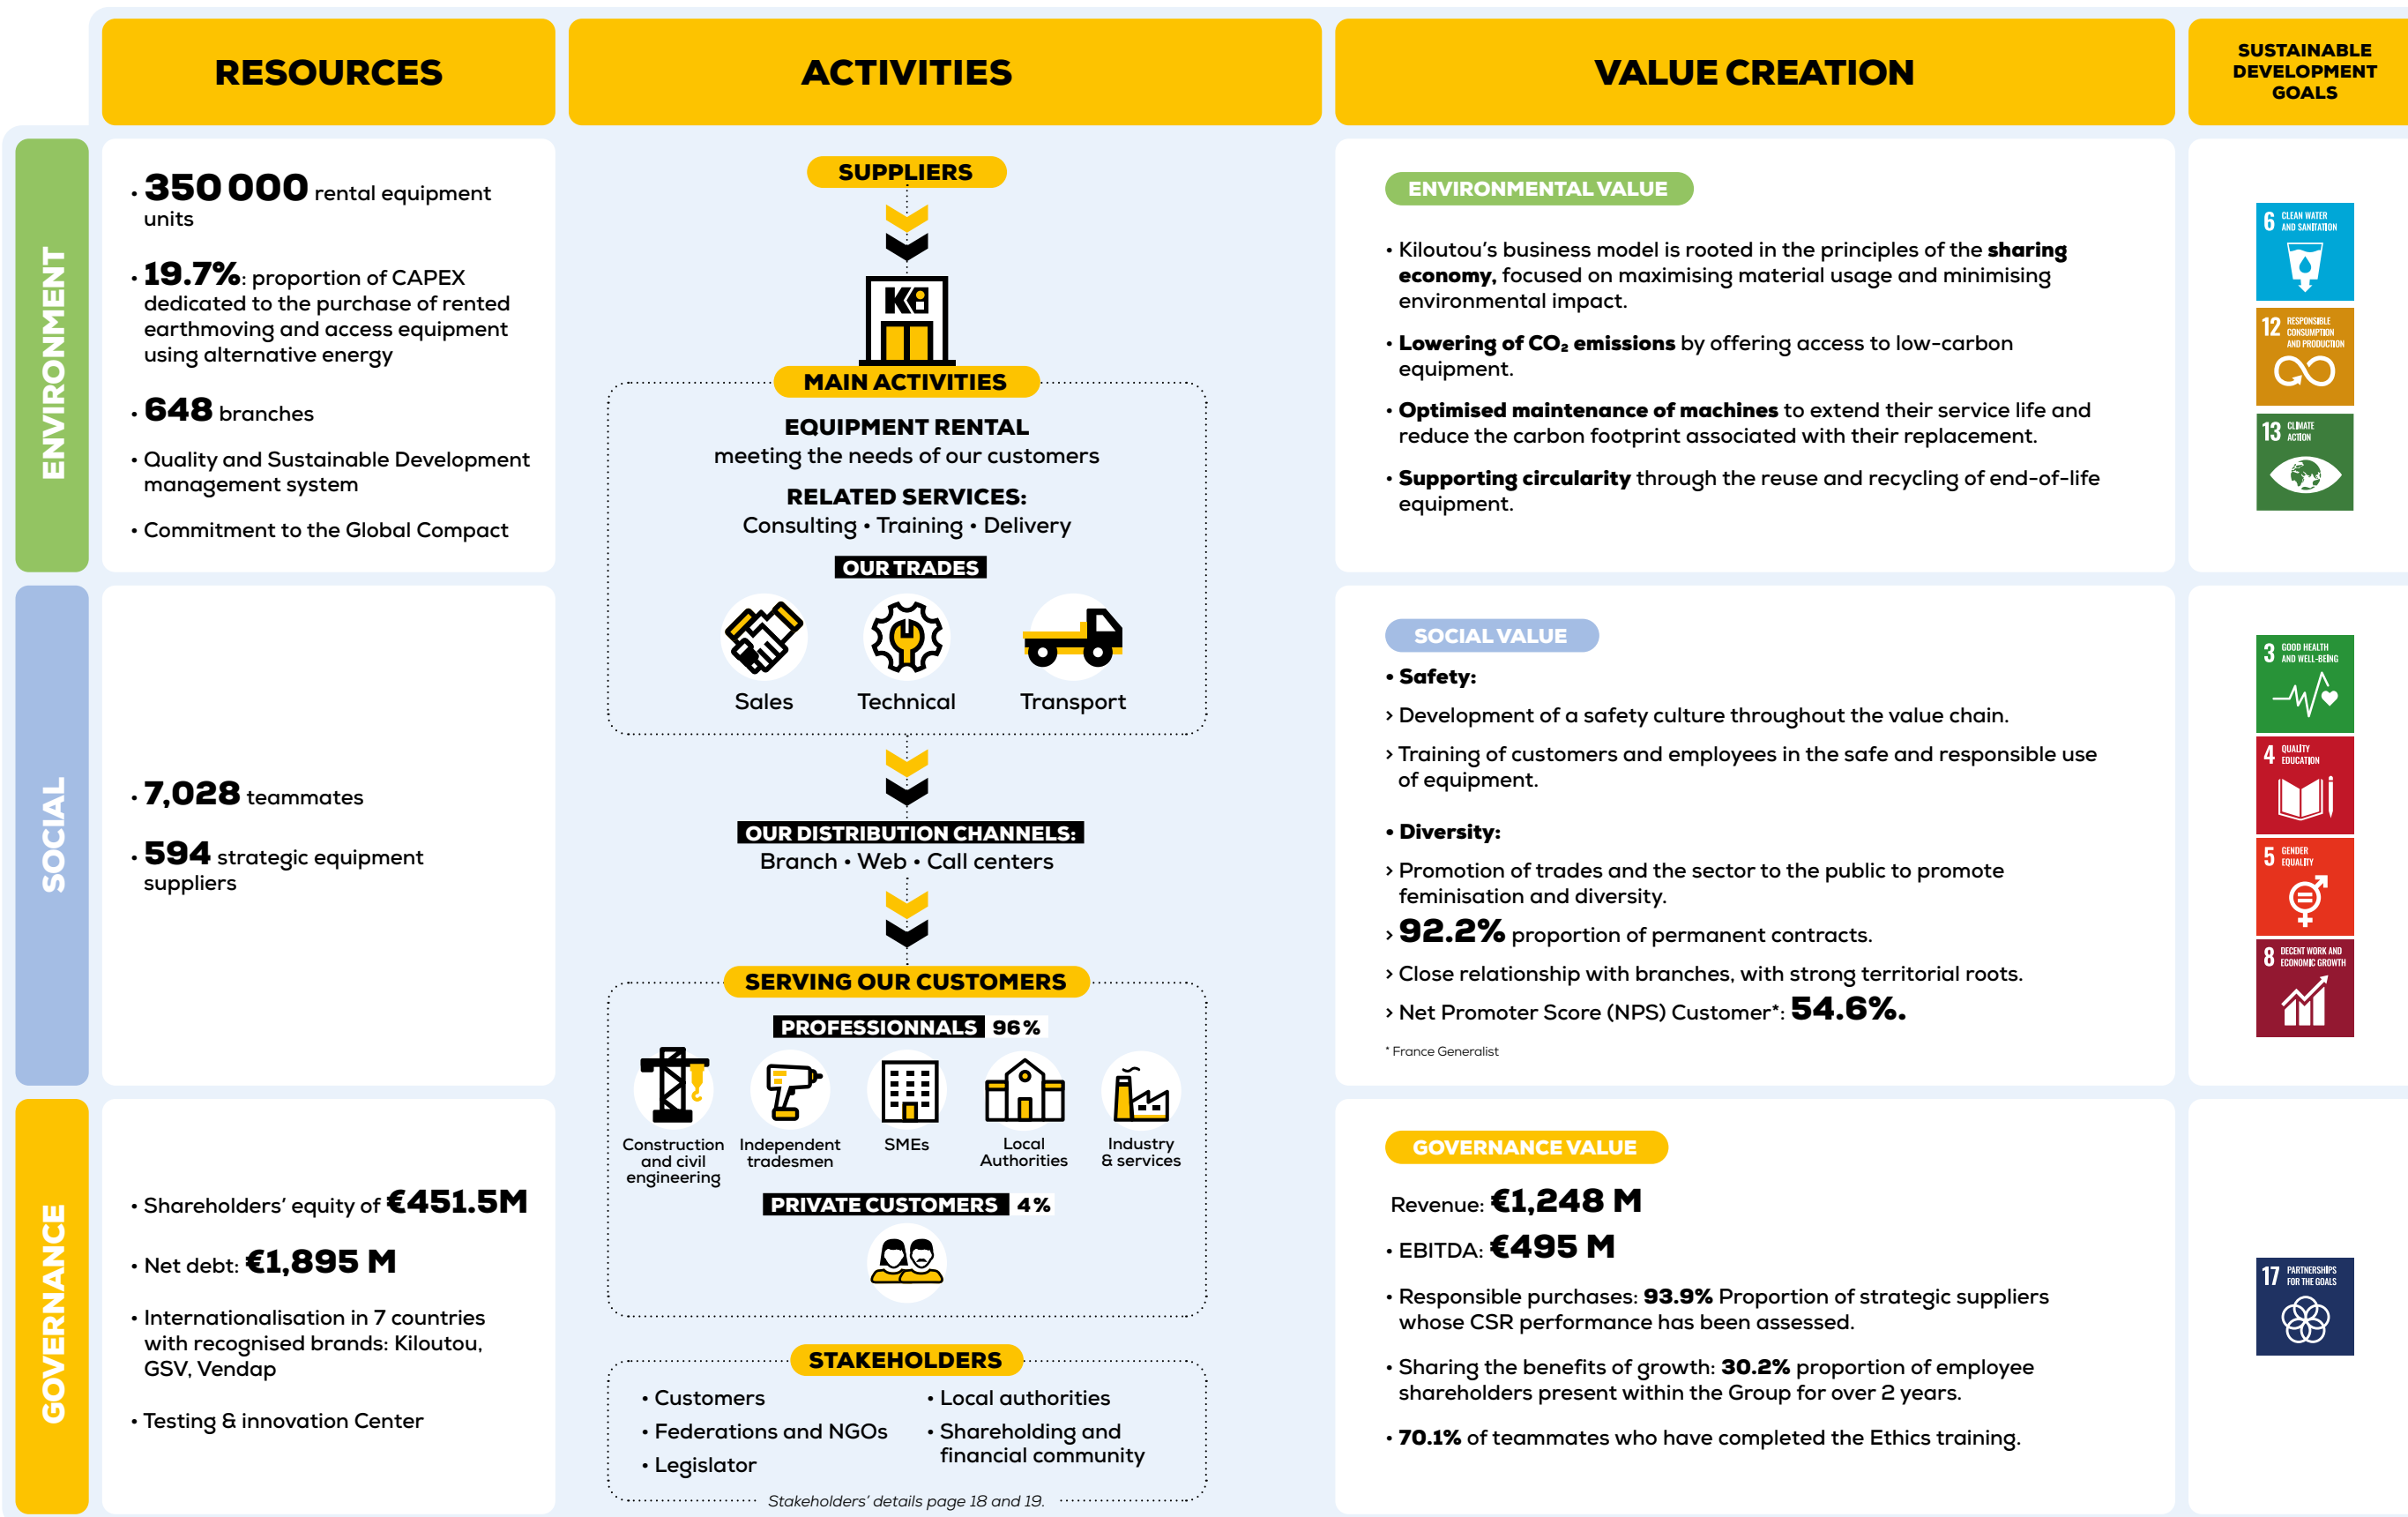 RESOURCES
ACTIVITIES
VALUE CREATION
SUSTAINABLE
DEVELOPMENT
GOALS
ENVIRONMENT
• 350 000 rental equipment
units
• 19.7%: proportion of CAPEX
dedicated to the purchase of rented
earthmoving and access equipment
using alternative energy
• 648 branches
• Quality and Sustainable Development
management system
• Commitment to the Global Compact
SOCIAL
• 7,028 teammates
• 594 strategic equipment
suppliers
GOVERNANCE
• Shareholders’ equity of €451.5M
• Net debt: €1,895 M
• Internationalisation in 7 countries
with recognised brands: Kiloutou,
GSV, Vendap
• Testing & innovation Center
SUPPLIERS
Ki
MAIN ACTIVITIES
EQUIPMENT RENTAL
meeting the needs of our customers
RELATED SERVICES:
Consulting • Training • Delivery
OUR TRADES
Sales
Technical
Transport
OUR DISTRIBUTION CHANNELS:
Branch • Web • Call centers
SERVING OUR CUSTOMERS
PROFESSIONNALS 96%
Construction
and civil
engineering
Independent
tradesmen
SMEs
Local
Authorities
Industry
& services
PRIVATE CUSTOMERS 4%
STAKEHOLDERS
• Customers
• Federations and NGOs
• Legislator
• Local authorities
• Shareholding and
financial community
Stakeholders’ details page 18 and 19.
ENVIRONMENTAL VALUE
• Kiloutou’s business model is rooted in the principles of the sharing
economy, focused on maximising material usage and minimising
environmental impact.
• Lowering of CO₂ emissions by offering access to low-carbon
equipment.
• Optimised maintenance of machines to extend their service life and
reduce the carbon footprint associated with their replacement.
• Supporting circularity through the reuse and recycling of end-of-life
equipment.
SOCIAL VALUE
• Safety:
› Development of a safety culture throughout the value chain.
› Training of customers and employees in the safe and responsible use
of equipment.
• Diversity:
› Promotion of trades and the sector to the public to promote
feminisation and diversity.
› 92.2% proportion of permanent contracts.
› Close relationship with branches, with strong territorial roots.
› Net Promoter Score (NPS) Customer*: 54.6%.
* France Generalist
GOVERNANCE VALUE
Revenue: €1,248 M
• EBITDA: €495 M
• Responsible purchases: 93.9% Proportion of strategic suppliers
whose CSR performance has been assessed.
• Sharing the benefits of growth: 30.2% proportion of employee
shareholders present within the Group for over 2 years.
• 70.1% of teammates who have completed the Ethics training.
6 CLEAN WATER
AND SANITATION
12 RESPONSIBLE
CONSUMPTION
AND PRODUCTION
13 CLIMATE
ACTION
3 GOOD HEALTH
AND WELL-BEING
4 QUALITY
EDUCATION
5 GENDER
EQUALITY
8 DECENT WORK AND
ECONOMIC GROWTH
17 PARTNERSHIPS
FOR THE GOALS